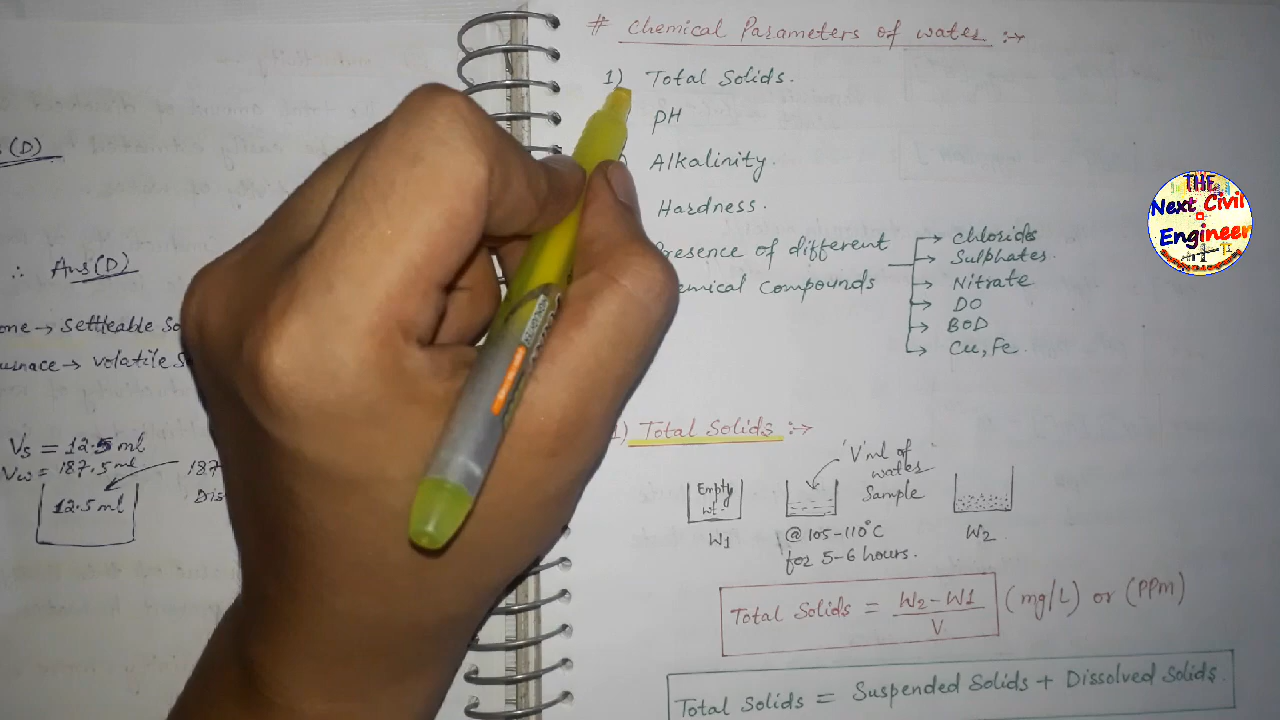 # Chemical Parameters of water :->
1) Total Solids.
PH
Alkalinity.
Hardness.
Presence of different
Chemical Compounds
→ chlorides
→ Sulphates.
→ Nitrate
→ DO
→ BOD
→ Cu, Fe.
1) Total Solids :->
Empty
wt.
W1
'V' ml of
water
Sample
@ 105-110°C
for 5-6 hours.
W2
Total Solids = W2 - W1 / V (mg/L) or (PPm)
Total Solids = Suspended Solids + Dissolved Solids.
(D)
∴ Ans(D)
one → Settleable So
urnace → volatile S
Vs = 12.5 ml
Vw = 187.5 ml
187
Dis
12.5 ml
THE
Next Civil
Engineer